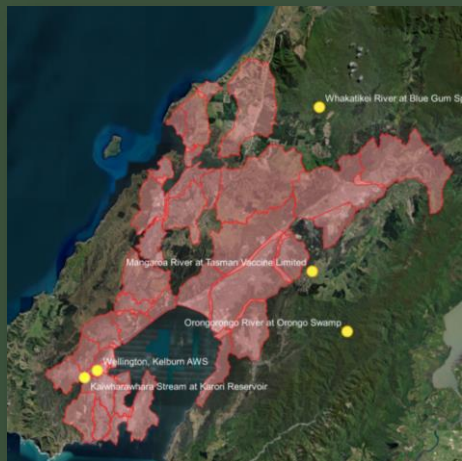 Whakatikei River at Blue Gum Sp
Mangaroa River at Tasman Vaccine Limited
Orongorongo River at Orongo Swamp
Wellington, Kelburn AWS
Kaiwharawhara Stream at Karori Reservoir